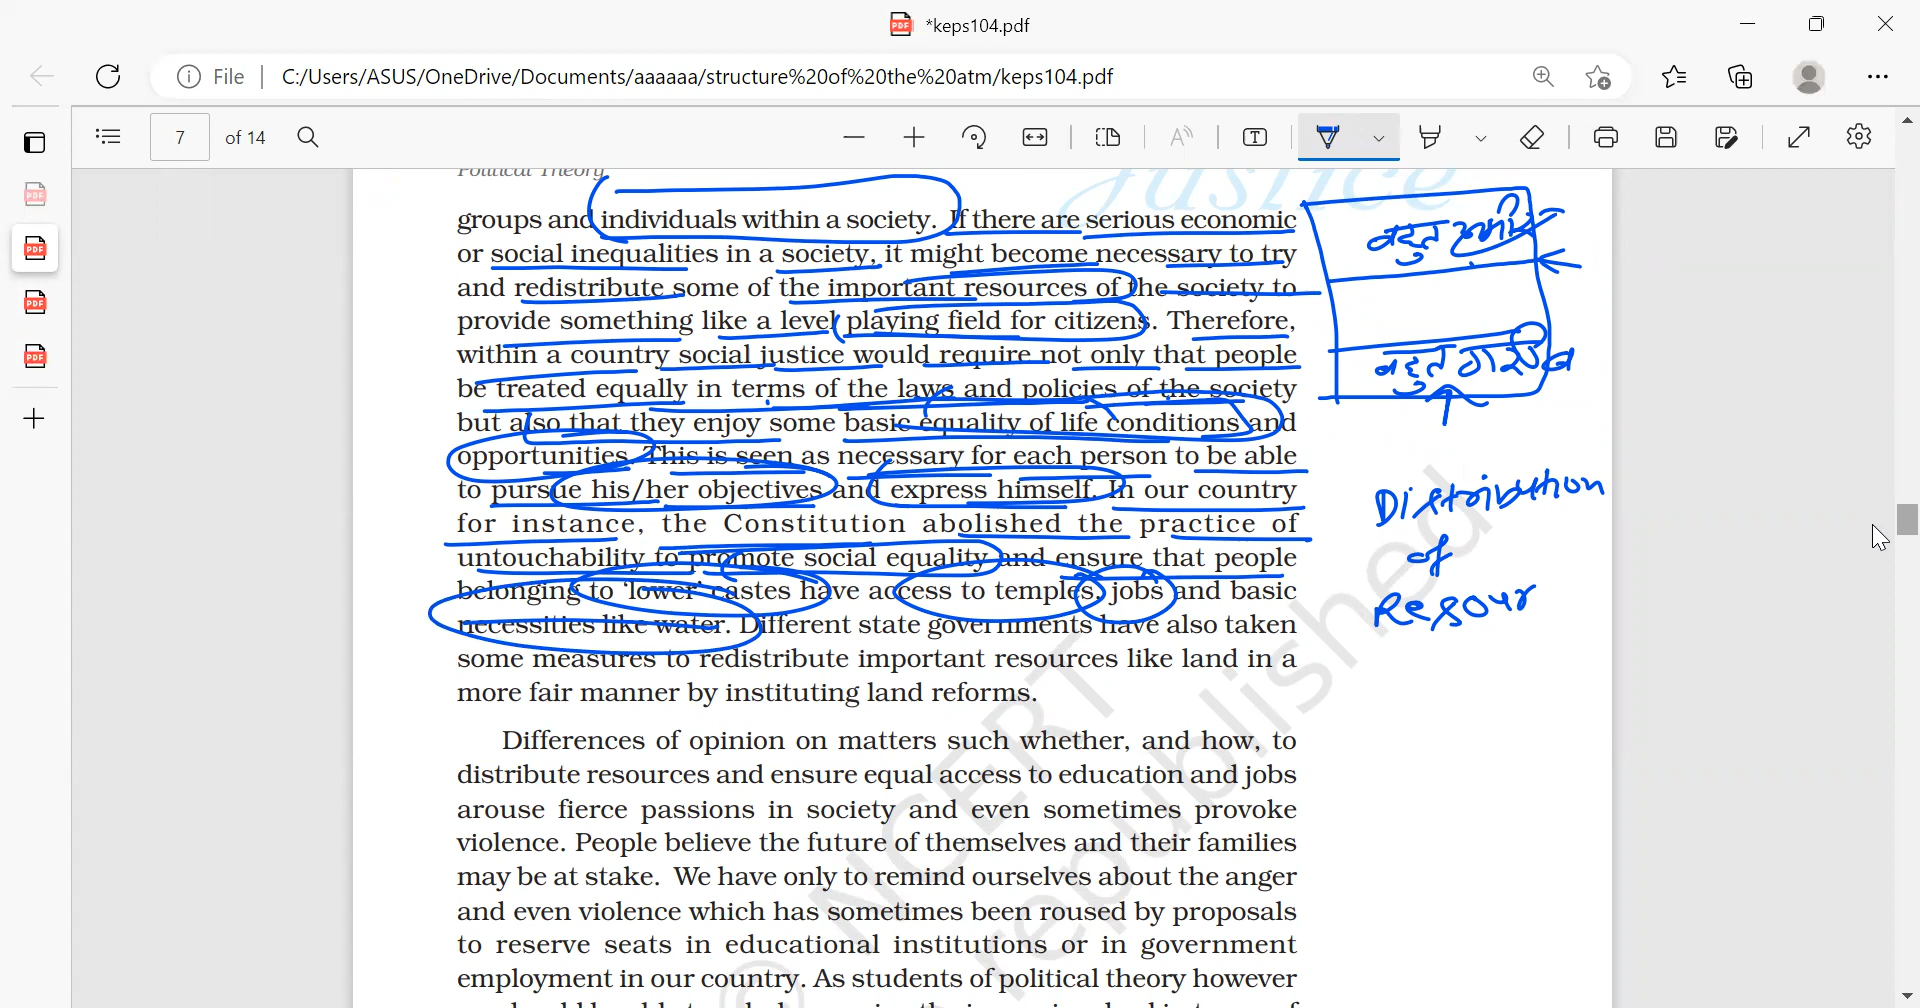 *keps104.pdf
File
C:/Users/ASUS/OneDrive/Documents/aaaaaa/structure%20of%20the%20atm/keps104.pdf
7 of 14
Political Theory
Justice
groups and individuals within a society. If there are serious economic
or social inequalities in a society, it might become necessary to try
and redistribute some of the important resources of the society to
provide something like a level playing field for citizens. Therefore,
within a country social justice would require not only that people
be treated equally in terms of the laws and policies of the society
but also that they enjoy some basic equality of life conditions and
opportunities. This is seen as necessary for each person to be able
to pursue his/her objectives and express himself. In our country
for instance, the Constitution abolished the practice of
untouchability to promote social equality and ensure that people
belonging to ‘lower’ castes have access to temples, jobs and basic
necessities like water. Different state governments have also taken
some measures to redistribute important resources like land in a
more fair manner by instituting land reforms.
Differences of opinion on matters such whether, and how, to
distribute resources and ensure equal access to education and jobs
arouse fierce passions in society and even sometimes provoke
violence. People believe the future of themselves and their families
may be at stake. We have only to remind ourselves about the anger
and even violence which has sometimes been roused by proposals
to reserve seats in educational institutions or in government
employment in our country. As students of political theory however
बहुत
बहुत
Distribution
of
Resour
© NCERT
republished